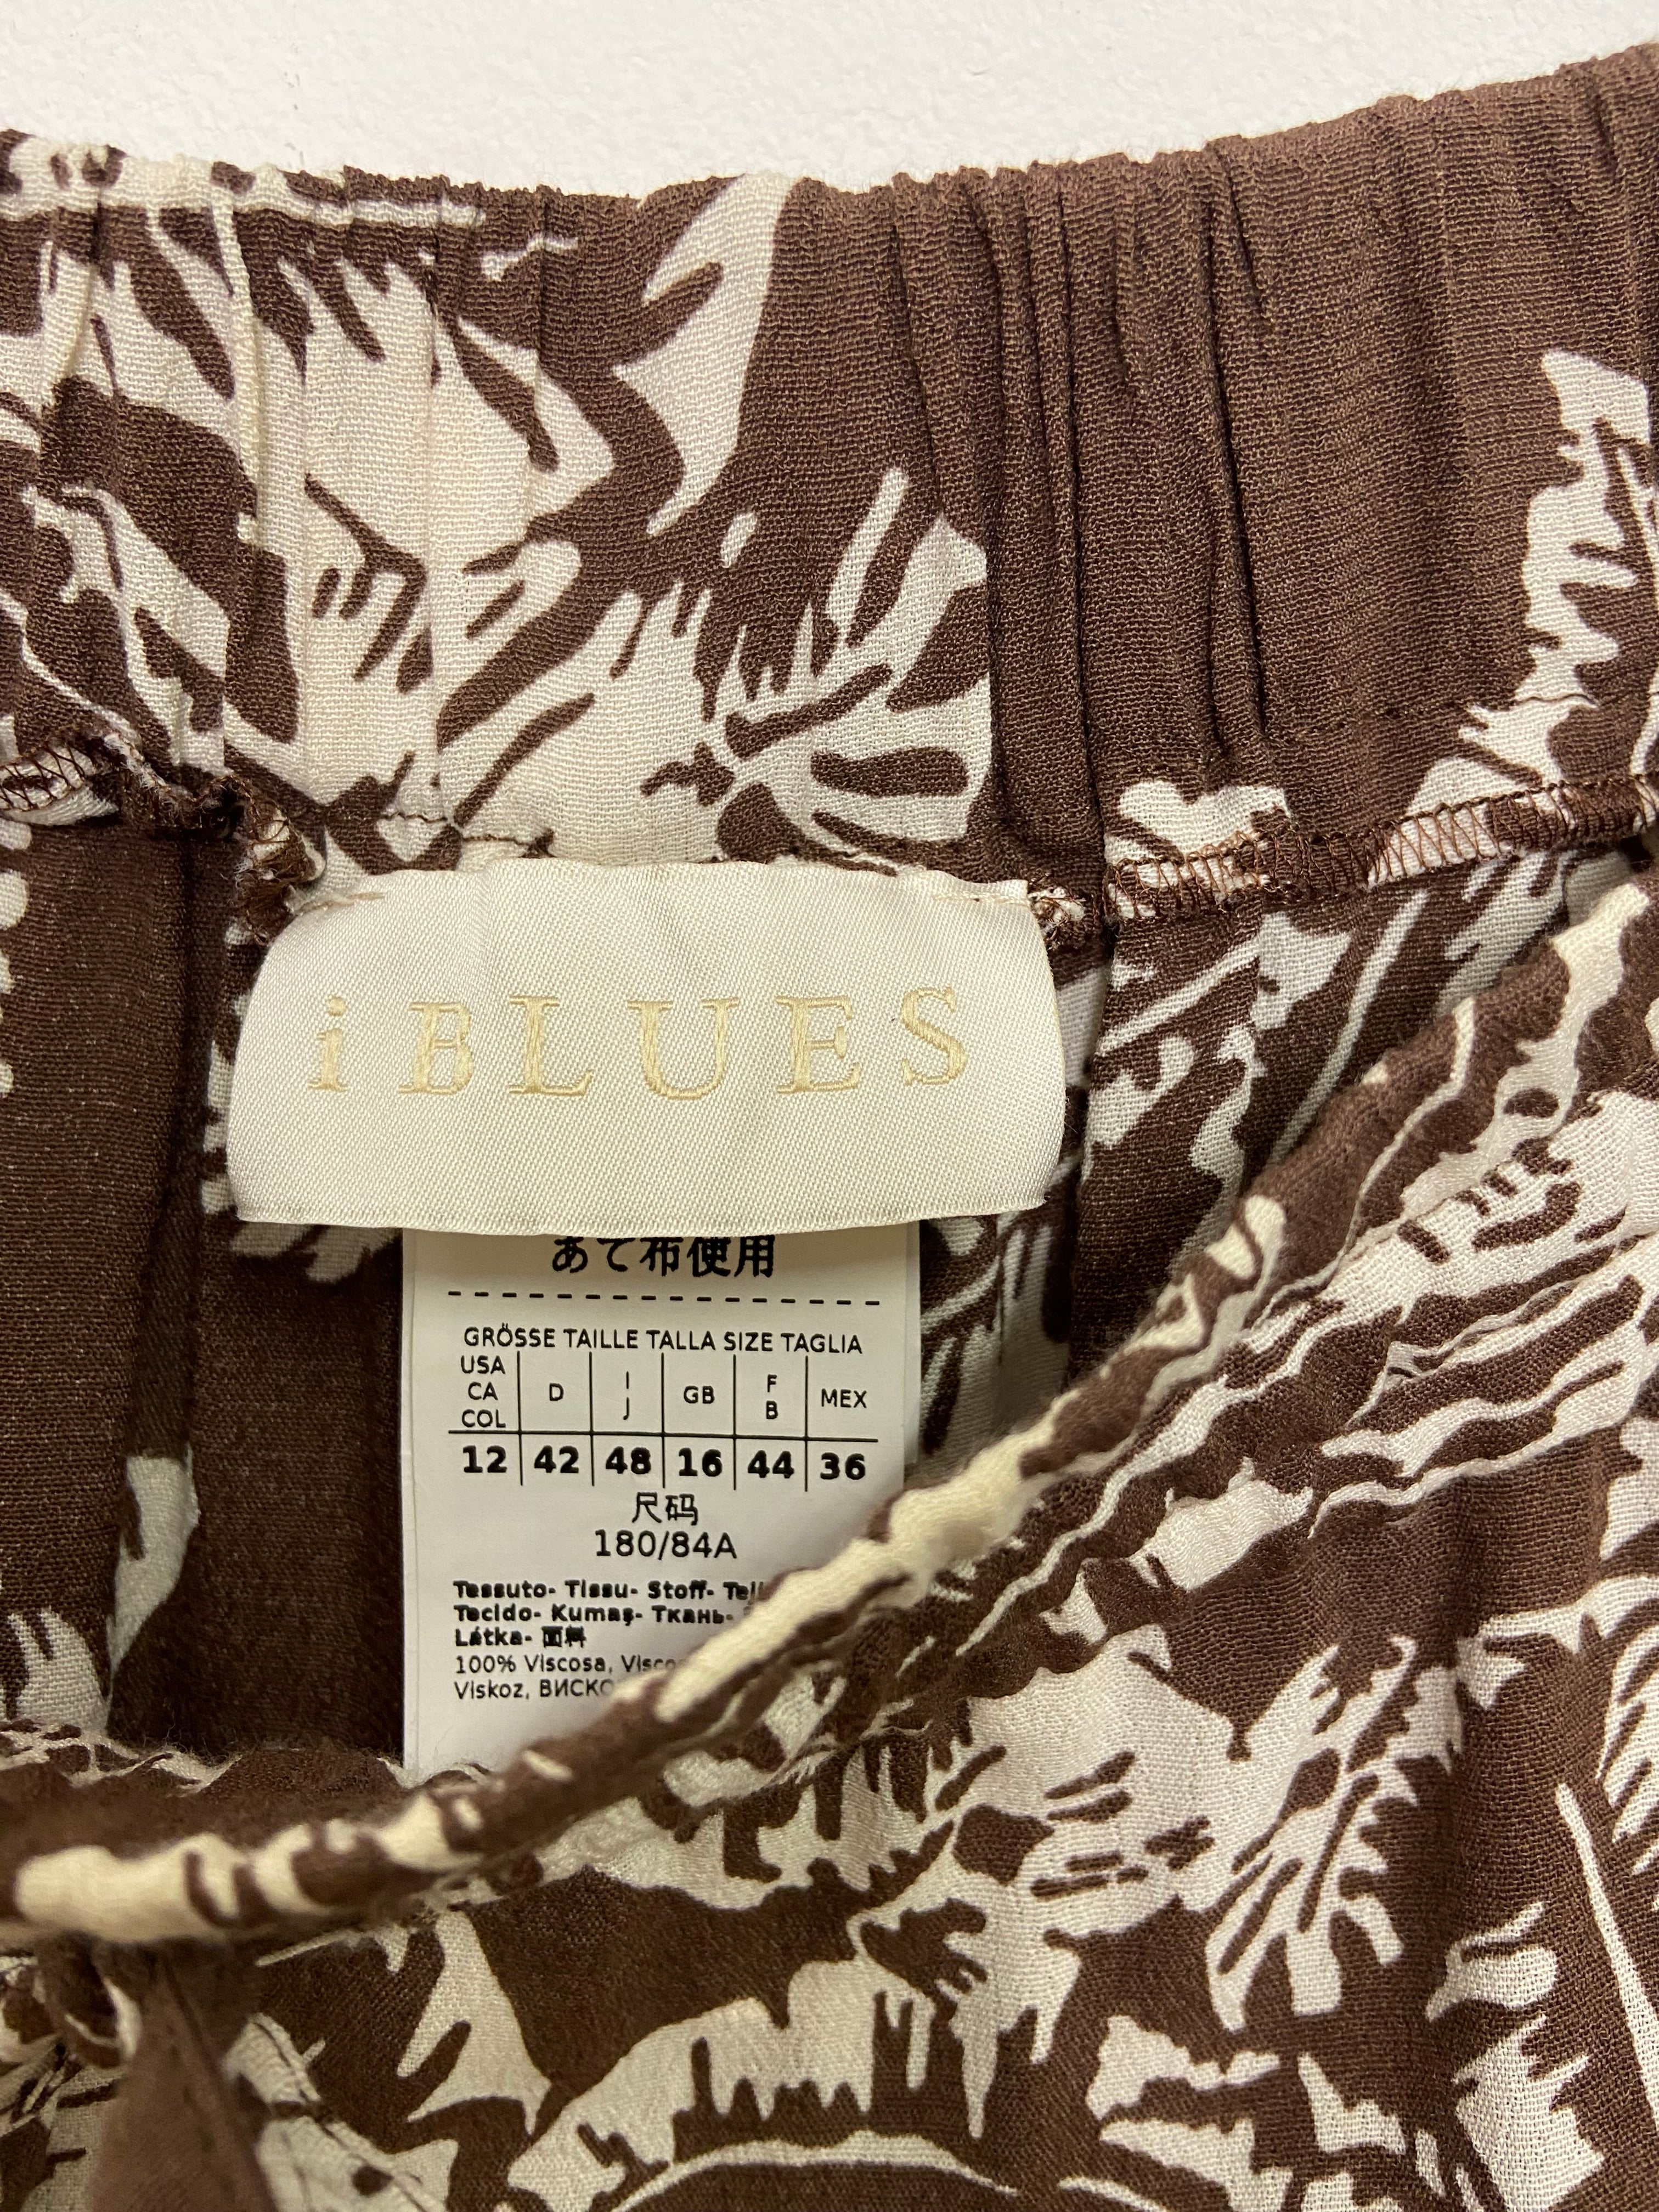 i BLUES
あて布使用
GRÖSSE TAILLE TALLA SIZE TAGLIA
USA CA COL D I J GB F B MEX
12 42 48 16 44 36
尺码
180/84A
Tessuto- Tissu- Stoff-
Tecido- Kumaş- Ткань-
Látka- 面料
100% Viscosa,
Viskoz,